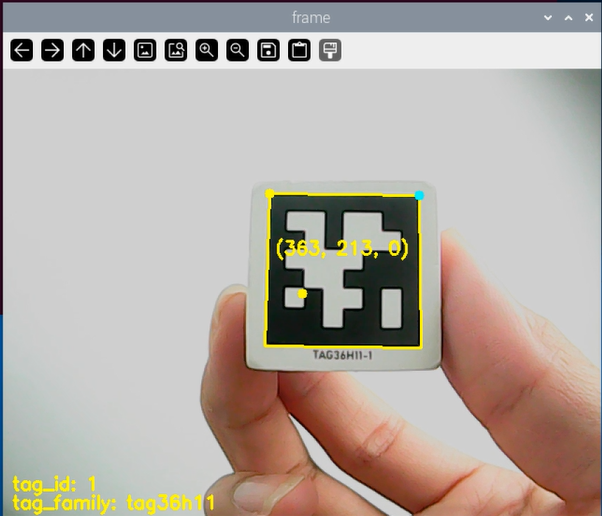 frame
(363, 213, 0)
TAG36H11-1
tag_id: 1
tag_family: tag36h11